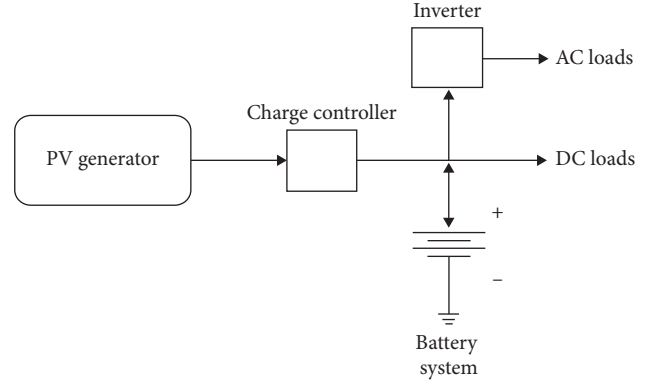 Inverter
AC loads
Charge controller
PV generator
DC loads
+
−
Battery
system